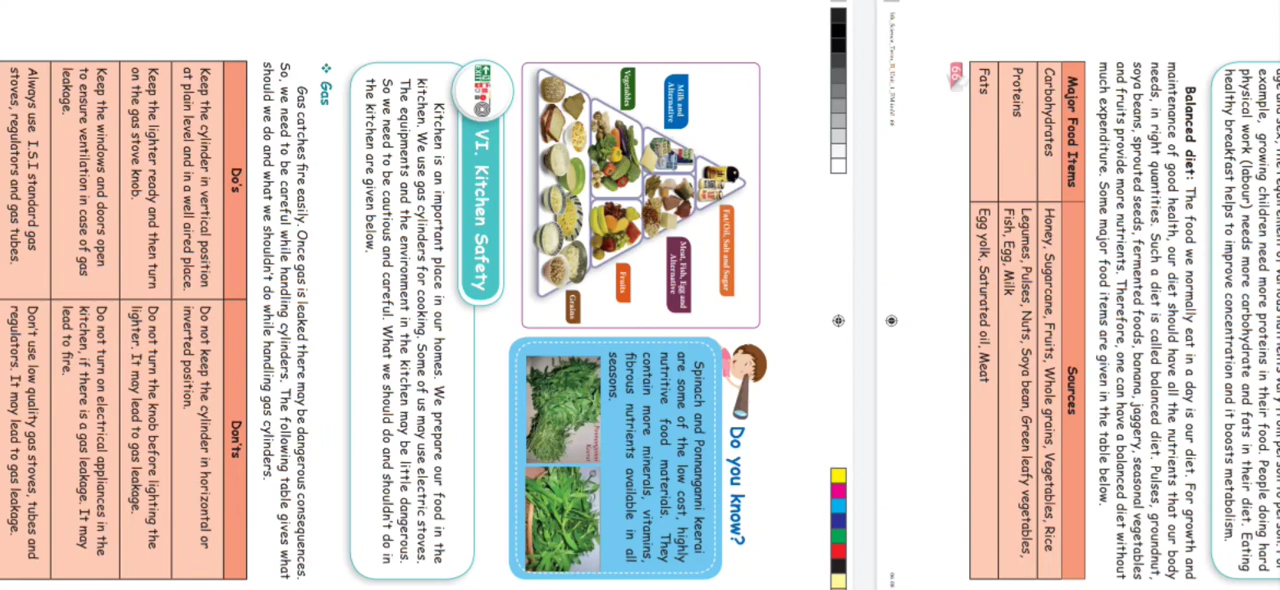 example, growing children need more proteins in their food. People doing hard
physical work (labour) needs more carbohydrate and fats in their diet. Eating
healthy breakfast helps to improve concentration and it boosts metabolism.
Balanced diet: The food we normally eat in a day is our diet. For growth and
maintenance of good health, our diet should have all the nutrients that our body
needs, in right quantities. Such a diet is called balanced diet. Pulses, groundnut,
soya beans, sprouted seeds, fermented foods, banana, jaggery, seasonal vegetables
and fruits provide more nutrients. Therefore, one can have a balanced diet without
much expenditure. Some major food items are given in the table below.
Major Food Items Sources
Carbohydrates Honey, Sugarcane, Fruits, Whole grains, Vegetables, Rice
Proteins Legumes, Pulses, Nuts, Soya bean, Green leafy vegetables,
Fish, Egg, Milk
Fats Egg yolk, Saturated oil, Meat
66
Fat/Oil, Salt and Sugar
Milk and
Alternative
Meat, Fish, Egg and
Alternative
Vegetables
Fruits
Grains
Do you know?
Spinach and Ponnanganni keerai
are some of the low cost, highly
nutritive food materials. They
contain more minerals, vitamins,
fibrous nutrients available in all
seasons.
VI. Kitchen Safety
Kitchen is an important place in our homes. We prepare our food in the
kitchen. We use gas cylinders for cooking. Some of us may use electric stoves.
The equipments and the environment in the kitchen may be little dangerous.
So we need to be cautious and careful. What we should do and shouldn't do in
the kitchen are given below.
❖ Gas
Gas catches fire easily. Once gas is leaked there may be dangerous consequences.
So, we need to be careful while handling cylinders. The following table gives what
should we do and what we shouldn't do while handling gas cylinders.
Do's Don'ts
Keep the cylinder in vertical position
at plain level and in a well aired place.
Do not keep the cylinder in horizontal or
inverted position.
Keep the lighter ready and then turn
on the gas stove knob.
Do not turn the knob before lighting the
lighter. It may lead to gas leakage.
Keep the windows and doors open
to ensure ventilation in case of gas
leakage.
Do not turn on electrical appliances in the
kitchen, if there is a gas leakage. It may
lead to fire.
Always use I.S.I standard gas
stoves, regulators and gas tubes.
Don't use low quality gas stoves, tubes and
regulators. It may lead to gas leakage.